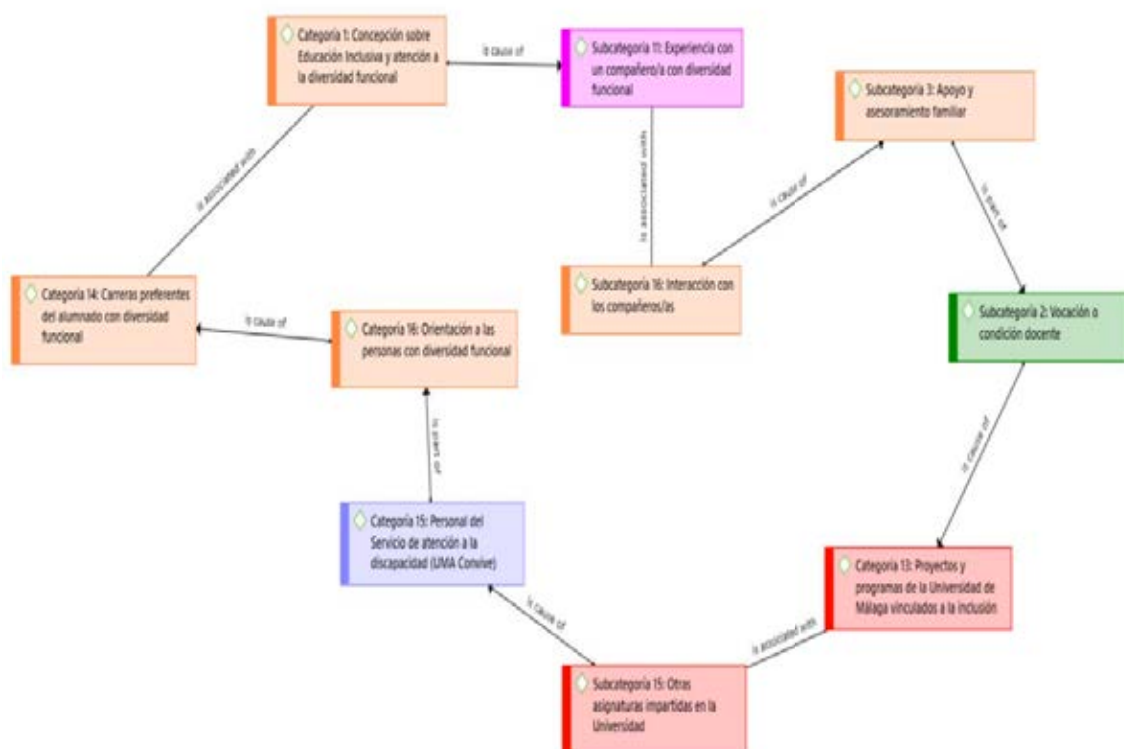 Categoría 1: Concepción sobre
Educación Inclusiva y atención a
la diversidad funcional
is cause of
Subcategoría 11: Experiencia con
un compañero/a con diversidad
funcional
Subcategoría 3: Apoyo y
asesoramiento familiar
is associated with
is associated with
is cause of
is part of
Categoría 14: Carreras preferentes
del alumnado con diversidad
funcional
is cause of
Categoría 16: Orientación a las
personas con diversidad funcional
Subcategoría 16: Interacción con
los compañeros/as
Subcategoría 2: Vocación o
condición docente
is part of
is cause of
Categoría 15: Personal del
Servicio de atención a la
discapacidad (UMA Convive)
is cause of
Categoría 13: Proyectos y
programas de la Universidad de
Málaga vinculados a la inclusión
is associated with
Subcategoría 15: Otras
asignaturas impartidas en la
Universidad